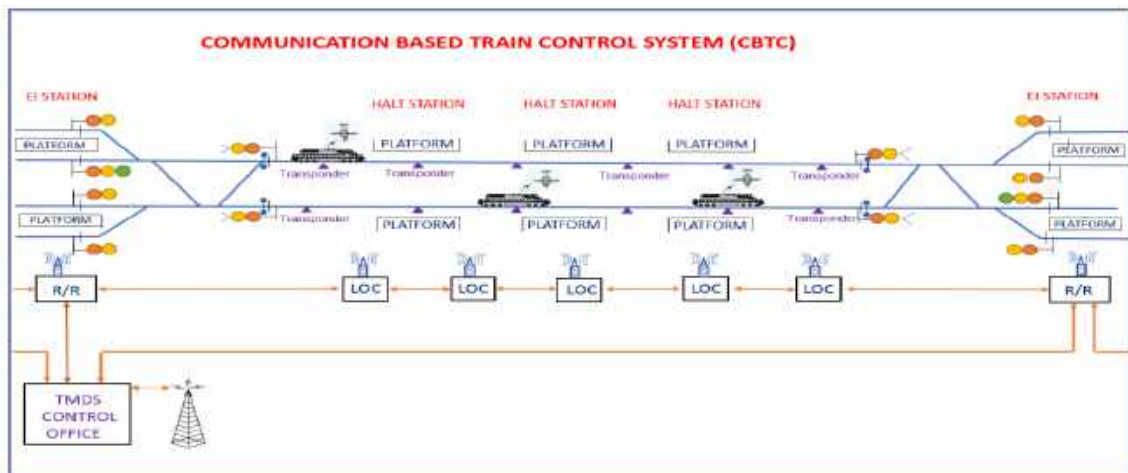 COMMUNICATION BASED TRAIN CONTROL SYSTEM (CBTC)
EI STATION
HALT STATION
HALT STATION
HALT STATION
EI STATION
PLATFORM
PLATFORM
PLATFORM
PLATFORM
PLATFORM
Transponder
Transponder
Transponder
Transponder
PLATFORM
Transponder
PLATFORM
PLATFORM
PLATFORM
Transponder
PLATFORM
R/R
LOC
LOC
LOC
LOC
LOC
R/R
TMDS
CONTROL
OFFICE